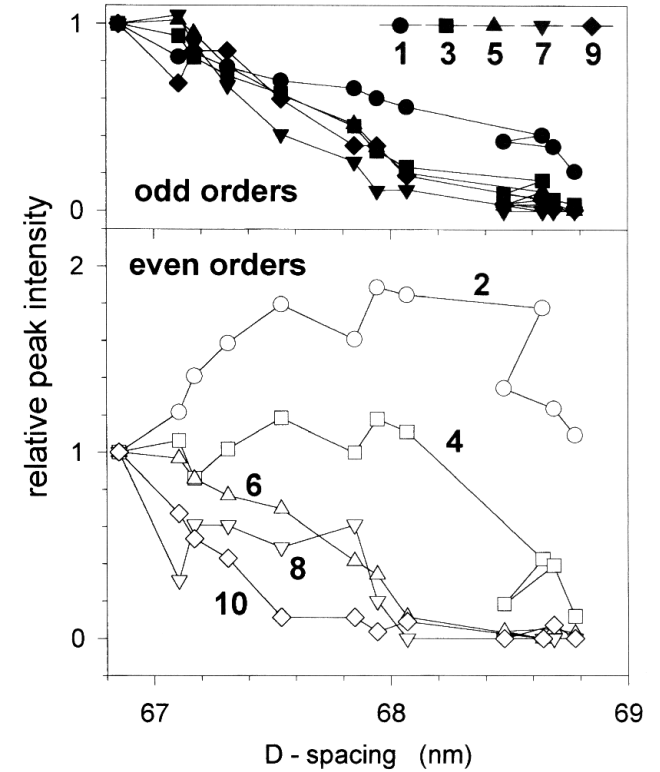 1
1 3 5 7 9
odd orders
0
relative peak intensity
even orders
2
2
4
1
6
8
10
0
67 68 69
D - spacing (nm)